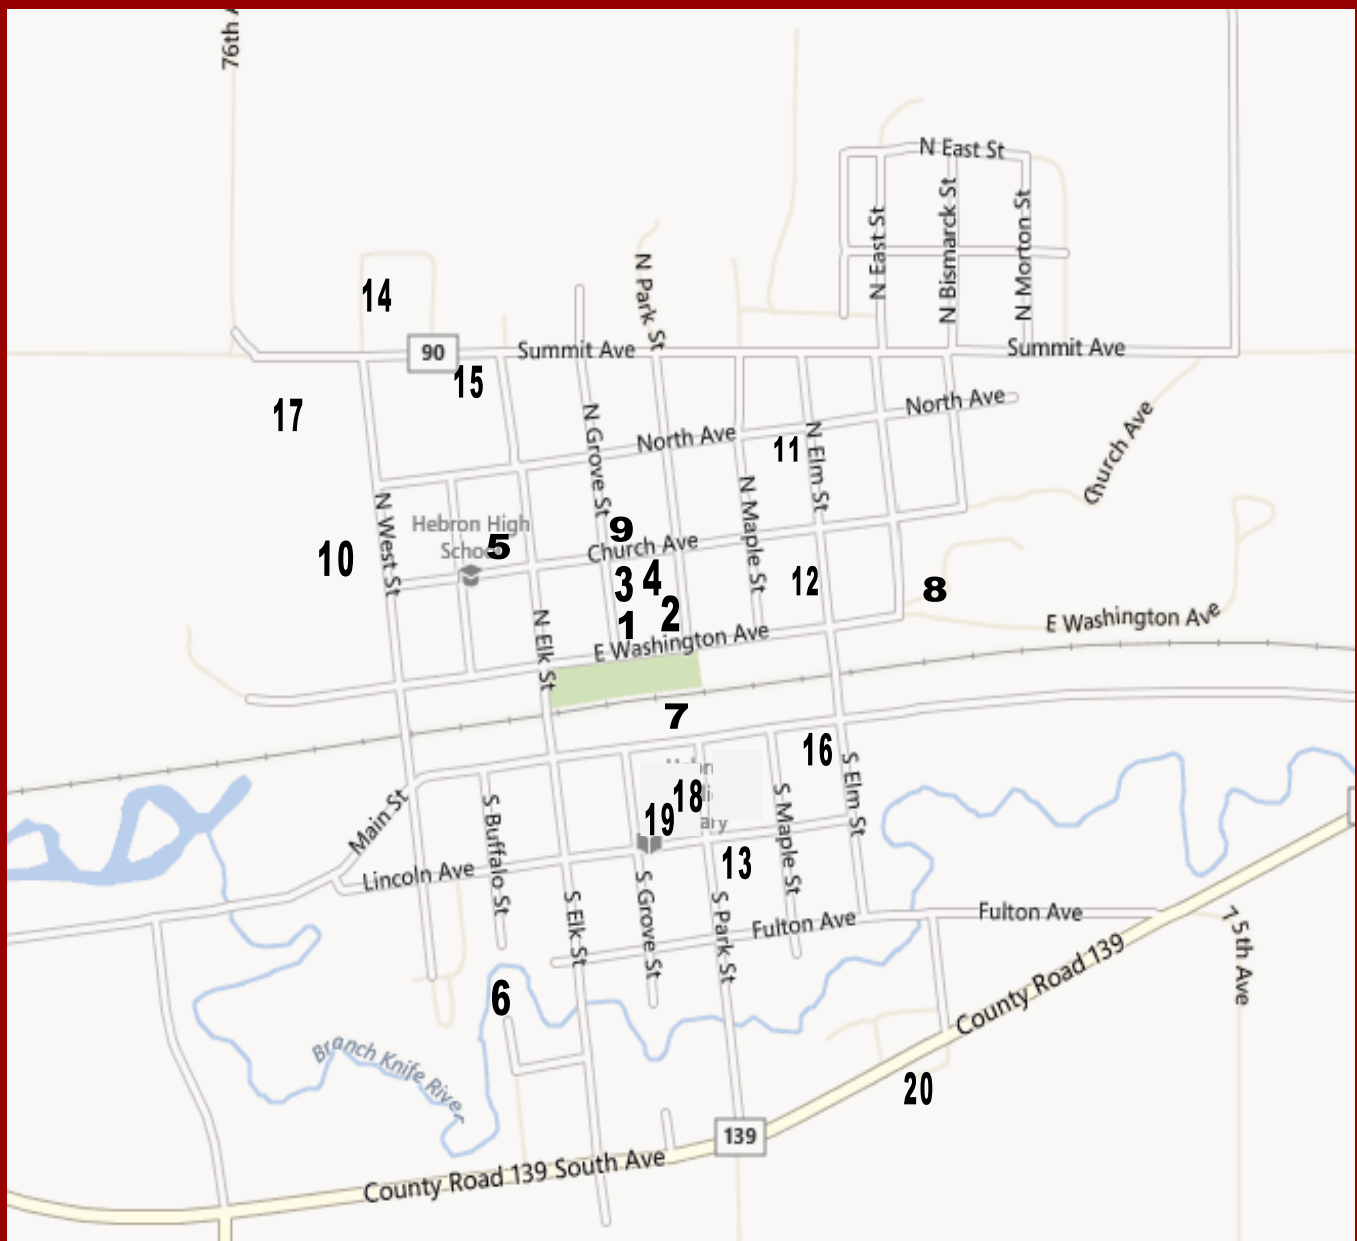 76th A
N East St
N East St
N Bismarck St
N Morton St
N Park St
14
90
Summit Ave
Summit Ave
15
17
North Ave
North Ave
N Grove St
11
N Elm St
Church Ave
N West St
Hebron High
School
5
9
Church Ave
N Maple St
10
3
4
12
8
1
2
N Elk St
E Washington Ave
E Washington Ave
7
16
S Elm St
18
19
ary
Main St
S Buffalo St
S Maple St
13
Lincoln Ave
S Elk St
S Grove St
S Park St
Fulton Ave
Fulton Ave
75th Ave
6
County Road 139
Branch Knife River
20
139
County Road 139 South Ave